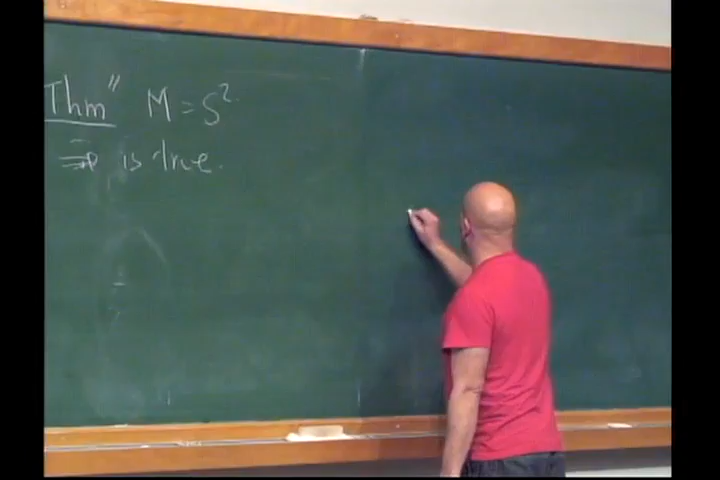 Thm" M = S²
⇒ is true.